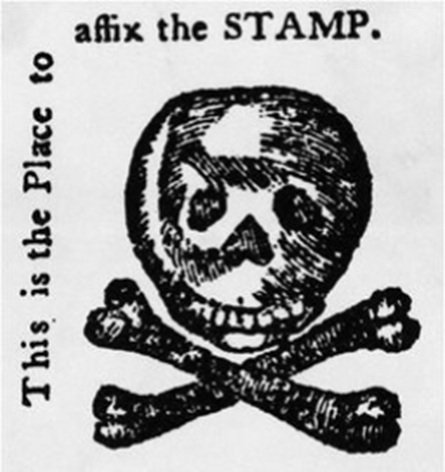 This is the Place to
affix the STAMP.